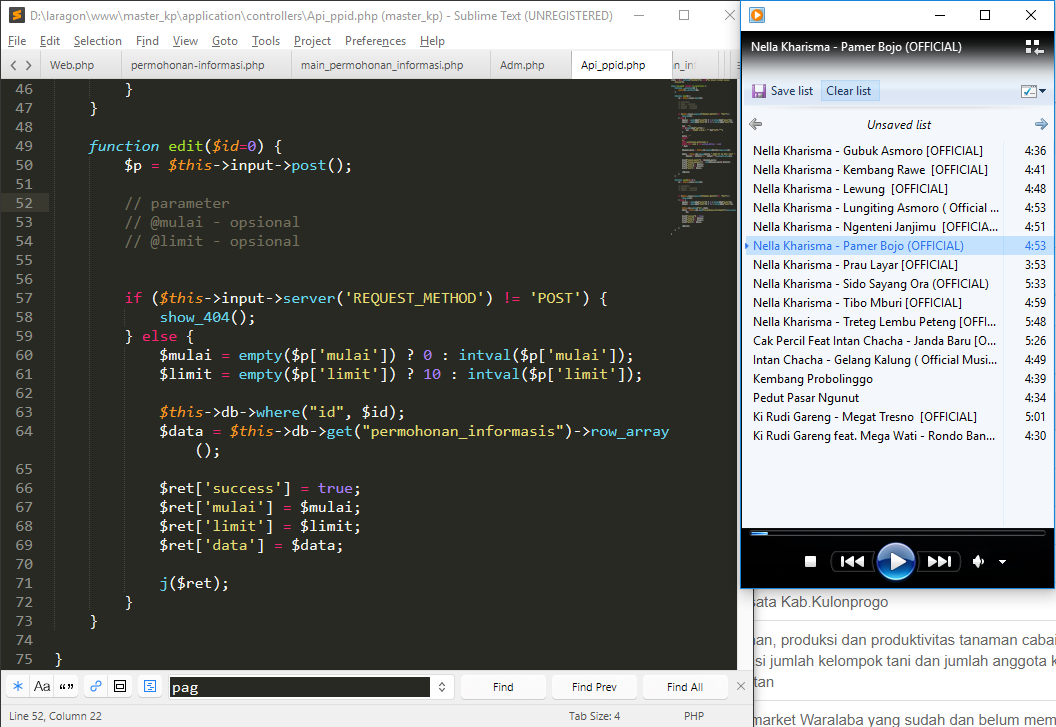 D:\laragon\www\master_kp\application\controllers\Api_ppid.php (master_kp) - Sublime Text (UNREGISTERED)
File Edit Selection Find View Goto Tools Project Preferences Help
Web.php permohonan-informasi.php main_permohonan_informasi.php Adm.php Api_ppid.php n_in
46 }
47 }
48
49 function edit($id=0) {
50 $p = $this->input->post();
51
52 // parameter
53 // @mulai - opsional
54 // @limit - opsional
55
56
57 if ($this->input->server('REQUEST_METHOD') != 'POST') {
58 show_404();
59 } else {
60 $mulai = empty($p['mulai']) ? 0 : intval($p['mulai']);
61 $limit = empty($p['limit']) ? 10 : intval($p['limit']);
62
63 $this->db->where("id", $id);
64 $data = $this->db->get("permohonan_informasis")->row_array
();
65
66 $ret['success'] = true;
67 $ret['mulai'] = $mulai;
68 $ret['limit'] = $limit;
69 $ret['data'] = $data;
70
71 j($ret);
72 }
73 }
74
75 }
Aa “” pag Find Find Prev Find All
Line 52, Column 22 Tab Size: 4 PHP
Nella Kharisma - Pamer Bojo (OFFICIAL)
Save list Clear list
Unsaved list
Nella Kharisma - Gubuk Asmoro [OFFICIAL] 4:36
Nella Kharisma - Kembang Rawe [OFFICIAL] 4:41
Nella Kharisma - Lewung [OFFICIAL] 4:48
Nella Kharisma - Lungiting Asmoro ( Official ... 4:53
Nella Kharisma - Ngenteni Janjimu [OFFICIA... 4:51
Nella Kharisma - Pamer Bojo (OFFICIAL) 4:53
Nella Kharisma - Prau Layar [OFFICIAL] 3:53
Nella Kharisma - Sido Sayang Ora (OFFICIAL) 5:33
Nella Kharisma - Tibo Mburi [OFFICIAL] 4:59
Nella Kharisma - Treteg Lembu Peteng [OFFI... 5:48
Cak Percil Feat Intan Chacha - Janda Baru [O... 5:26
Intan Chacha - Gelang Kalung ( Official Musi... 4:49
Kembang Probolinggo 4:39
Pedut Pasar Ngunut 4:34
Ki Rudi Gareng - Megat Tresno [OFFICIAL] 5:01
Ki Rudi Gareng feat. Mega Wati - Rondo Ban... 4:30
ata Kab.Kulonprogo
an, produksi dan produktivitas tanaman cabai
si jumlah kelompok tani dan jumlah anggota k
tan
market Waralaba yang sudah dan belum mem